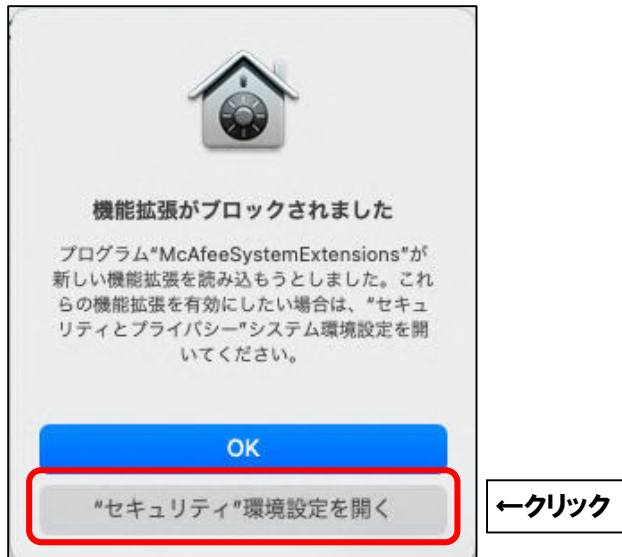 機能拡張がブロックされました
プログラム"McAfeeSystemExtensions"が
新しい機能拡張を読み込もうとしました。これ
らの機能拡張を有効にしたい場合は、"セキュ
リティとプライバシー"システム環境設定を開
いてください。
OK
"セキュリティ"環境設定を開く
←クリック